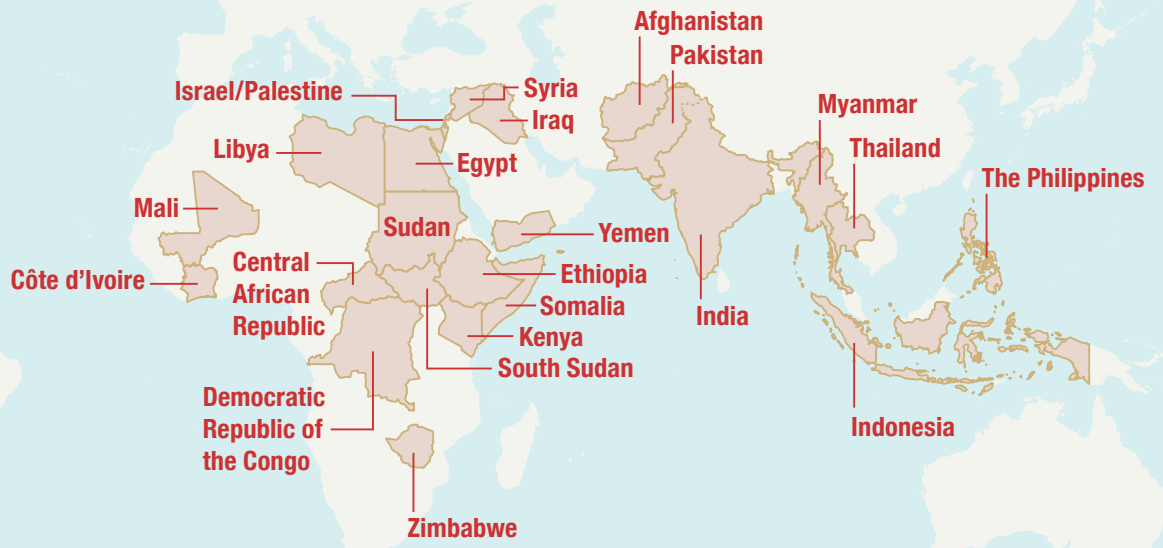 Afghanistan
Pakistan
Israel/Palestine
Syria
Iraq
Myanmar
Libya
Egypt
Thailand
The Philippines
Mali
Sudan
Yemen
Côte d’Ivoire
Central
African
Republic
Ethiopia
Somalia
India
Kenya
South Sudan
Democratic
Republic of
the Congo
Indonesia
Zimbabwe